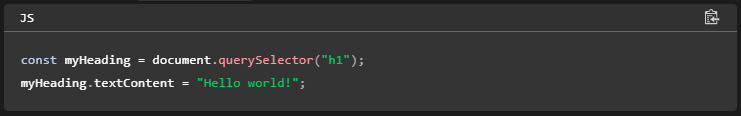 JS
const myHeading = document.querySelector("h1");
myHeading.textContent = "Hello world!";